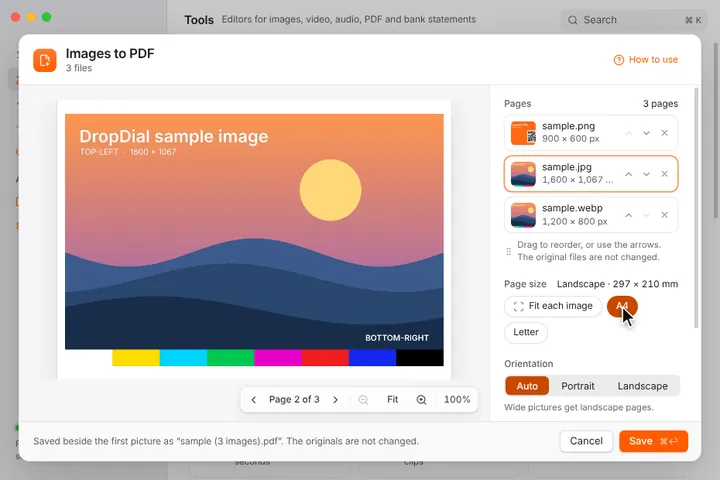 Tools
Editors for images, video, audio, PDF and bank statements
Search
⌘ K
Images to PDF
3 files
How to use
DropDial sample image
TOP-LEFT · 1600 × 1067
BOTTOM-RIGHT
Page 2 of 3
Fit
100%
Pages
3 pages
sample.png
900 × 600 px
sample.jpg
1,600 × 1,067 ...
sample.webp
1,200 × 800 px
Drag to reorder, or use the arrows.
The original files are not changed.
Page size
Landscape · 297 × 210 mm
Fit each image
A4
Letter
Orientation
Auto
Portrait
Landscape
Wide pictures get landscape pages.
Saved beside the first picture as “sample (3 images).pdf”. The originals are not changed.
Cancel
Save ⌘↩
seconds
clips